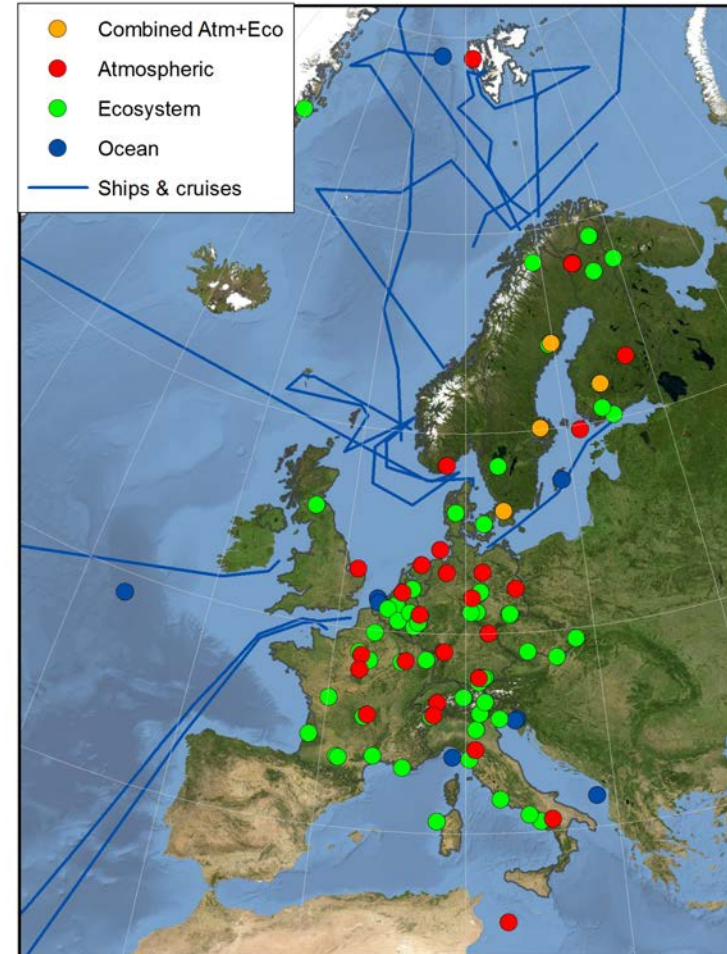 Combined Atm+Eco
Atmospheric
Ecosystem
Ocean
Ships & cruises